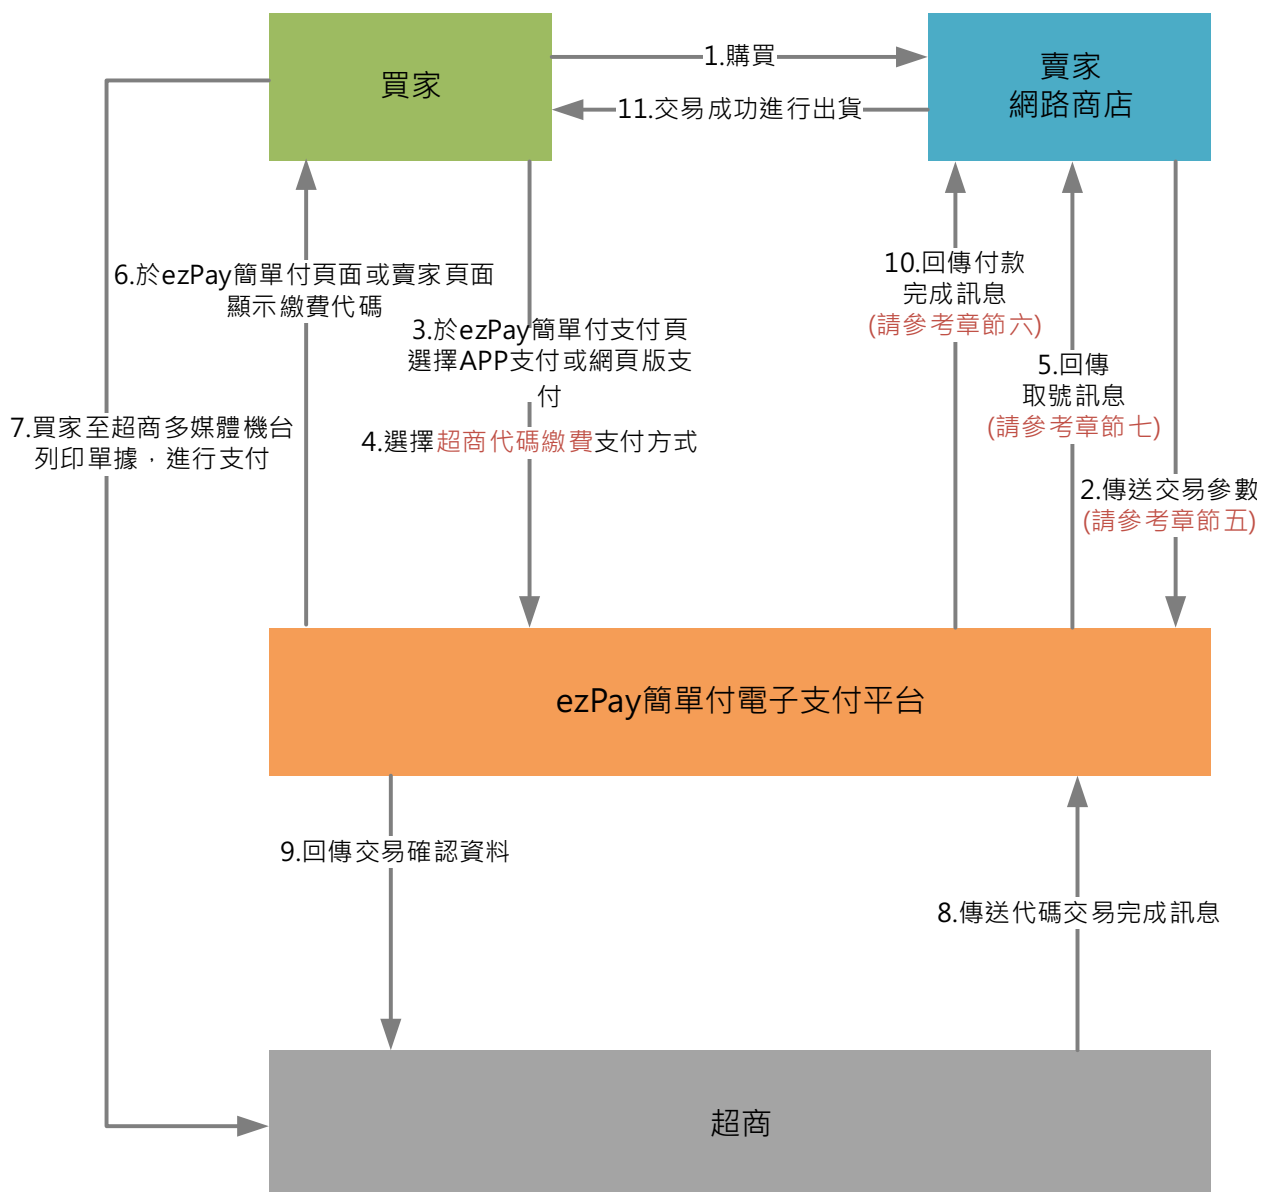 買家
1.購買
賣家
網路商店
11.交易成功進行出貨
6.於ezPay簡單付頁面或賣家頁面
顯示繳費代碼
10.回傳付款
完成訊息
(請參考章節六)
3.於ezPay簡單付支付頁
選擇APP支付或網頁版支
付
4.選擇超商代碼繳費支付方式
5.回傳
取號訊息
(請參考章節七)
7.買家至超商多媒體機台
列印單據，進行支付
2.傳送交易參數
(請參考章節五)
ezPay簡單付電子支付平台
9.回傳交易確認資料
8.傳送代碼交易完成訊息
超商